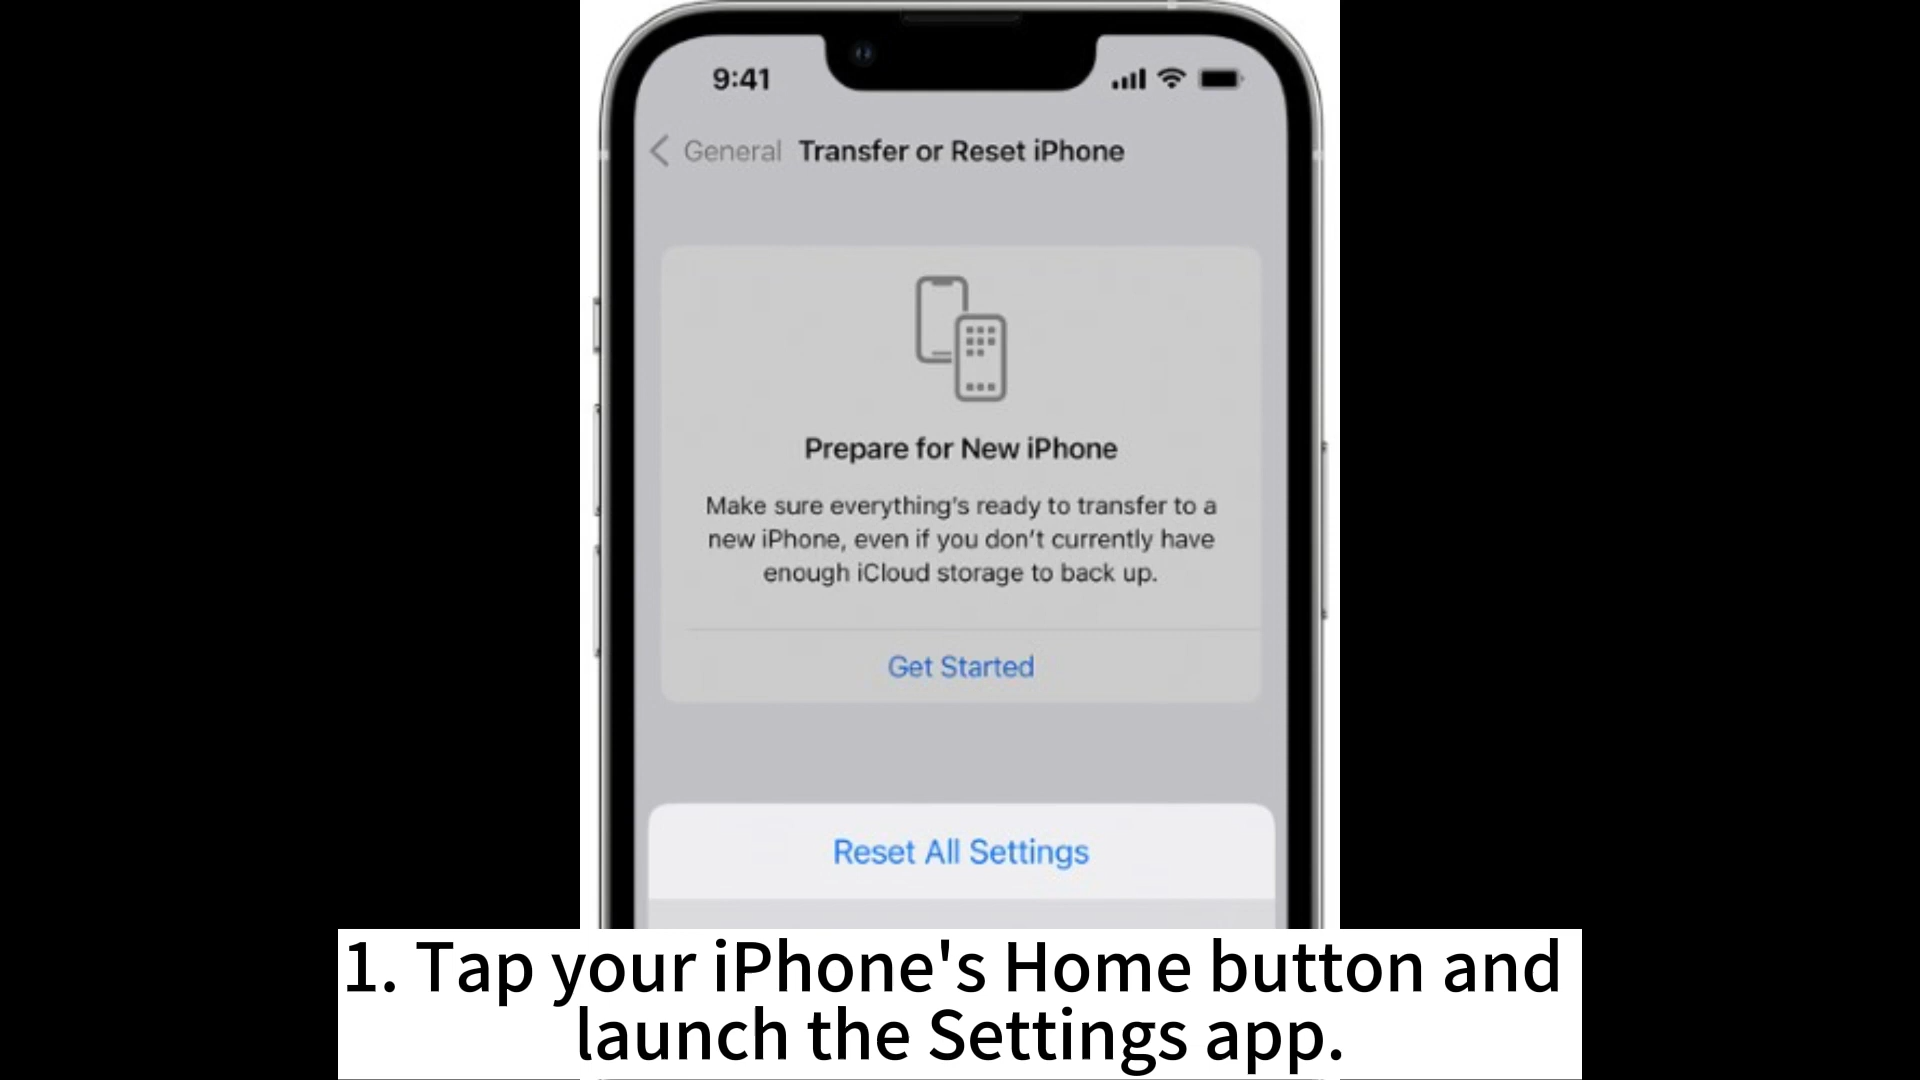 9:41
General Transfer or Reset iPhone
Prepare for New iPhone
Make sure everything's ready to transfer to a
new iPhone, even if you don't currently have
enough iCloud storage to back up.
Get Started
Reset All Settings
1. Tap your iPhone's Home button and
launch the Settings app.